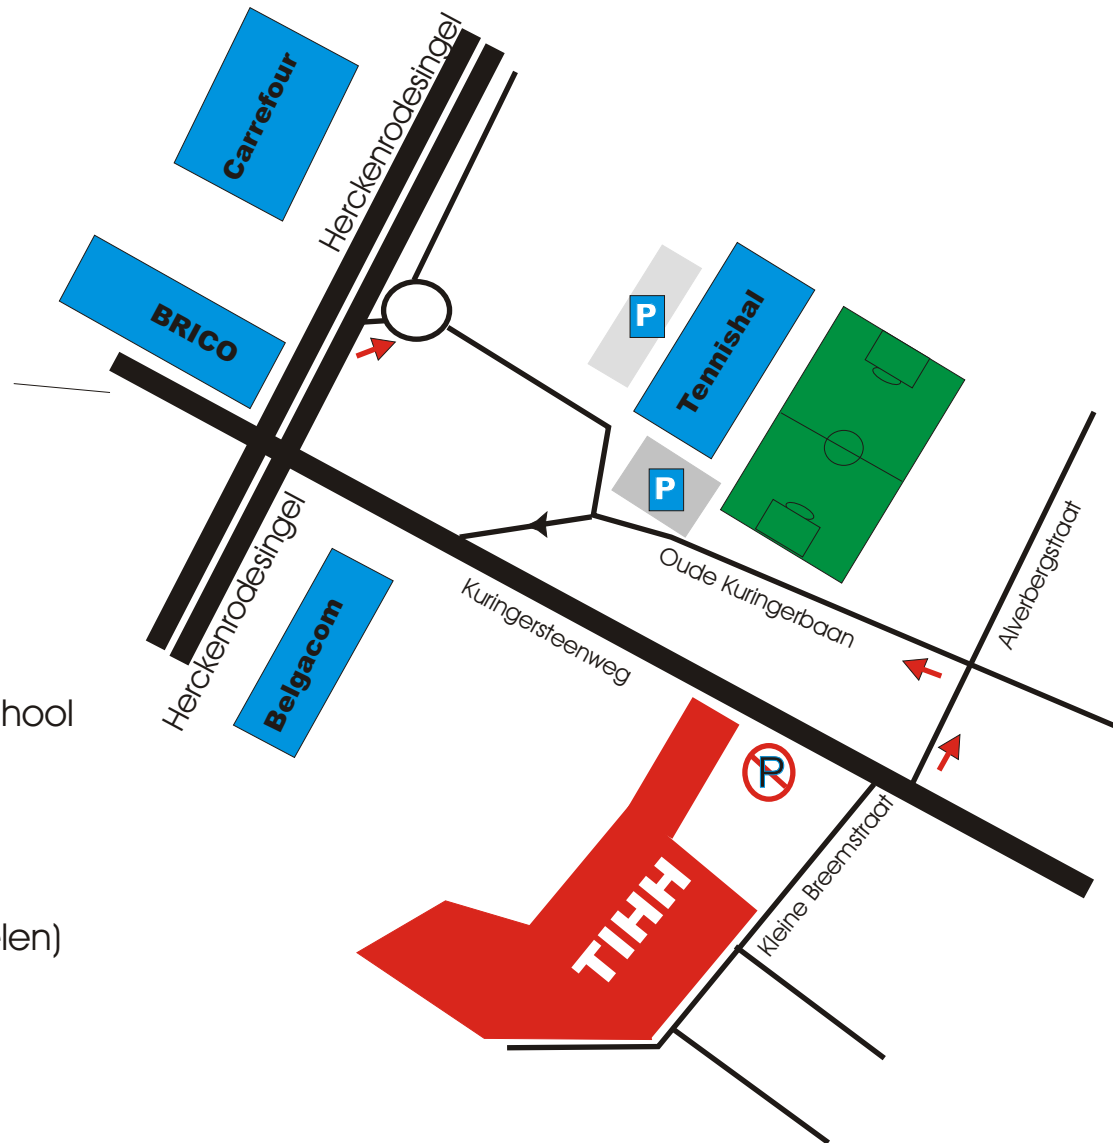 Carrefour
Herckenrodesingel
BRICO
P
Tennishal
P
Oude Kuringerbaan
Alverbergstraat
Herckenrodesingel
Belgacom
Kuringersteenweg
hool
P
TIHH
Kleine Breemstraat
len)